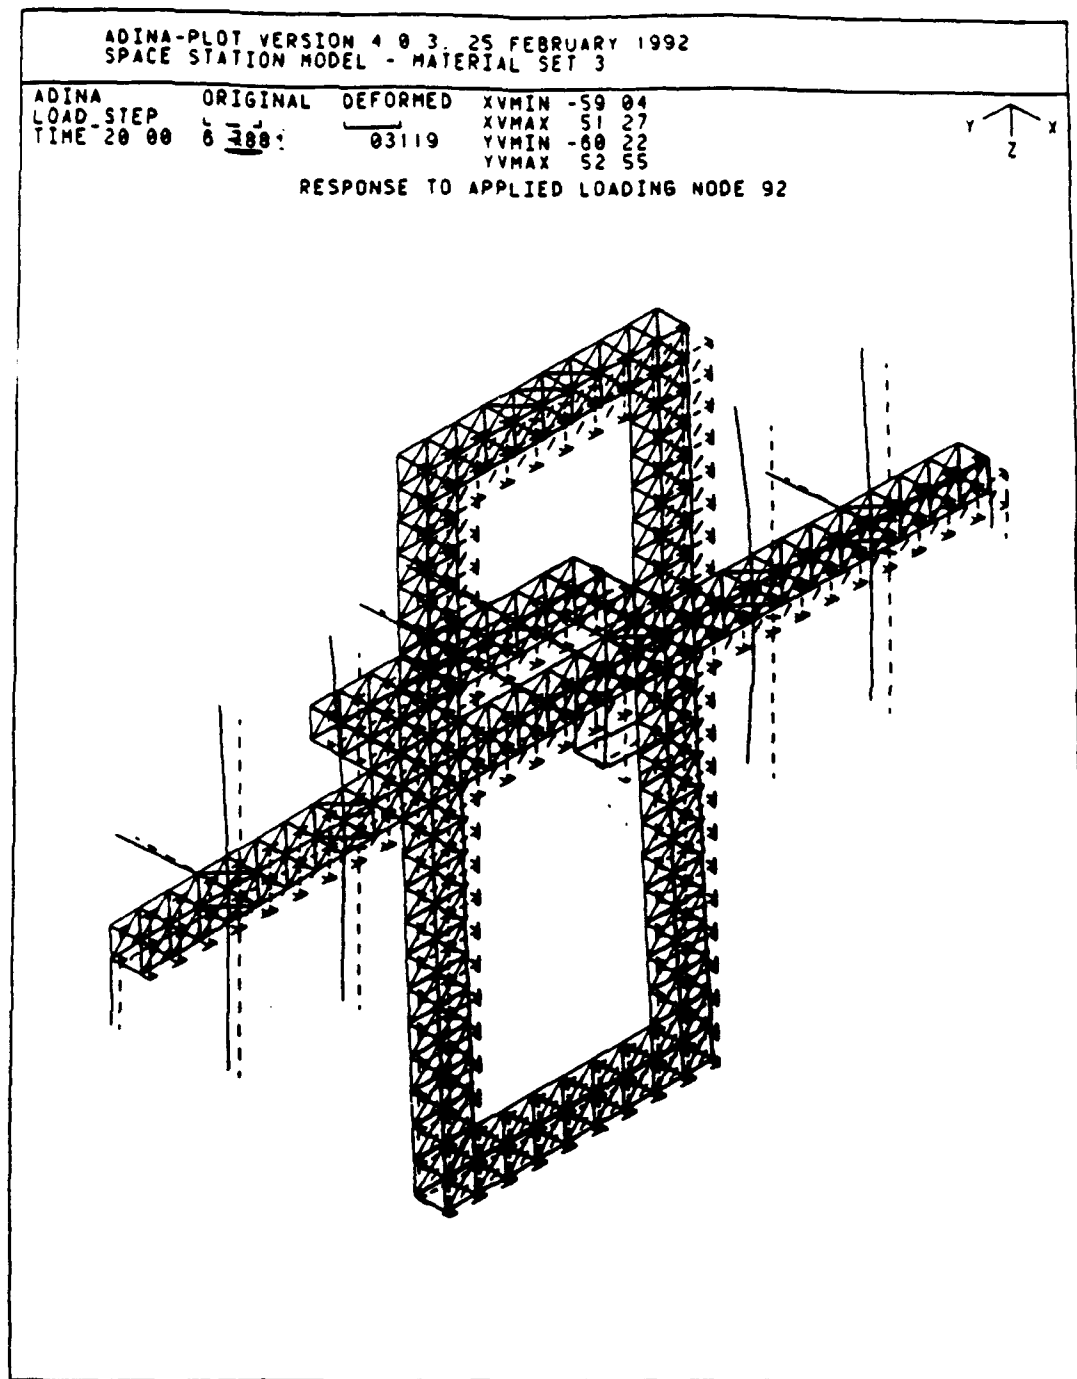 ADINA-PLOT VERSION 4 0 3, 25 FEBRUARY 1992
SPACE STATION MODEL - MATERIAL SET 3
ADINA ORIGINAL DEFORMED XVMIN -59 04
LOAD_STEP XVMAX 51 27
TIME 20 00 6 03119 YVMIN -60 22
YVMAX 52 55
Y X
Z
RESPONSE TO APPLIED LOADING NODE 92